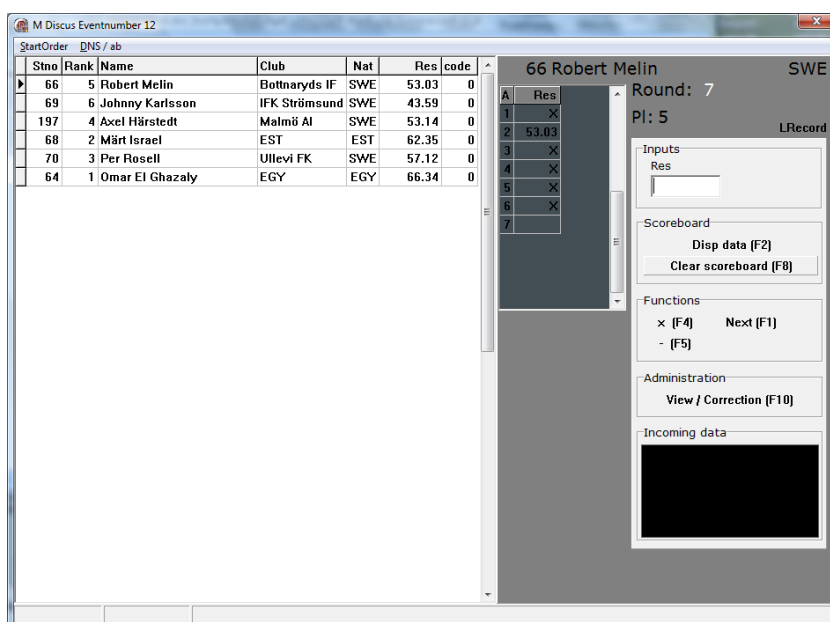 M Discus Eventnumber 12
StartOrder DNS / ab
Stno Rank Name Club Nat Res code
66 5 Robert Melin Bottnaryds IF SWE 53.03 0
69 6 Johnny Karlsson IFK Strömsund SWE 43.59 0
197 4 Axel Härstedt Malmö AI SWE 53.14 0
68 2 Märt Israel EST EST 62.35 0
70 3 Per Rosell Ullevi FK SWE 57.12 0
64 1 Omar El Ghazaly EGY EGY 66.34 0
66 Robert Melin SWE
Round: 7
Pl: 5
LRecord
A Res
1 X
2 53.03
3 X
4 X
5 X
6 X
7
Inputs
Res
Scoreboard
Disp data (F2)
Clear scoreboard (F8)
Functions
x (F4) Next (F1)
- (F5)
Administration
View / Correction (F10)
Incoming data